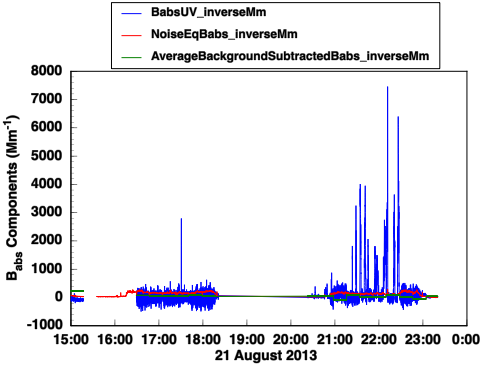 BabsUV_inverseMm
NoiseEqBabs_inverseMm
AverageBackgroundSubtractedBabs_inverseMm
8000
7000
6000
5000
4000
3000
2000
1000
0
-1000
Babs Components (Mm-1)
15:00 16:00 17:00 18:00 19:00 20:00 21:00 22:00 23:00 0:00
21 August 2013